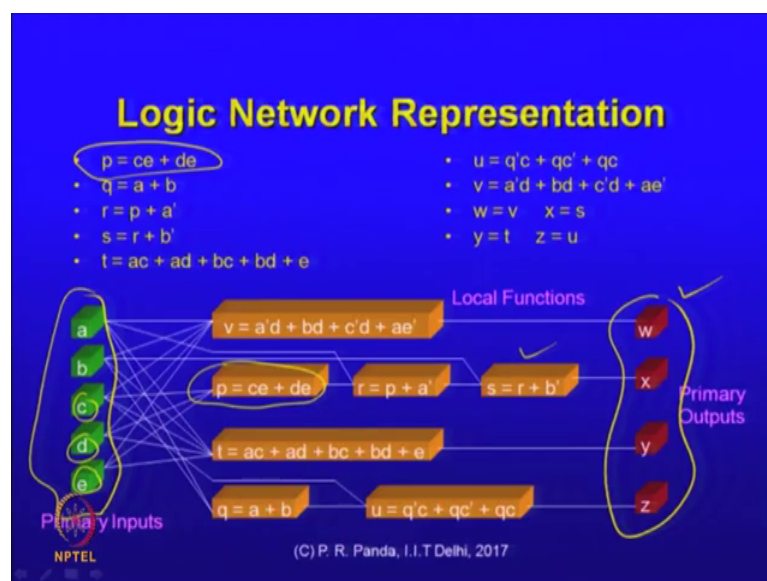 Logic Network Representation
• p = ce + de
• q = a + b
• r = p + a'
• s = r + b'
• t = ac + ad + bc + bd + e
• u = q'c + qc' + qc
• v = a'd + bd + c'd + ae'
• w = v x = s
• y = t z = u
Local Functions
a
b
c
d
e
v = a'd + bd + c'd + ae'
p = ce + de
r = p + a'
s = r + b'
t = ac + ad + bc + bd + e
q = a + b
u = q'c + qc' + qc
w
x
y
z
Primary
Outputs
Primary Inputs
NPTEL
(C) P. R. Panda, I.I.T Delhi, 2017